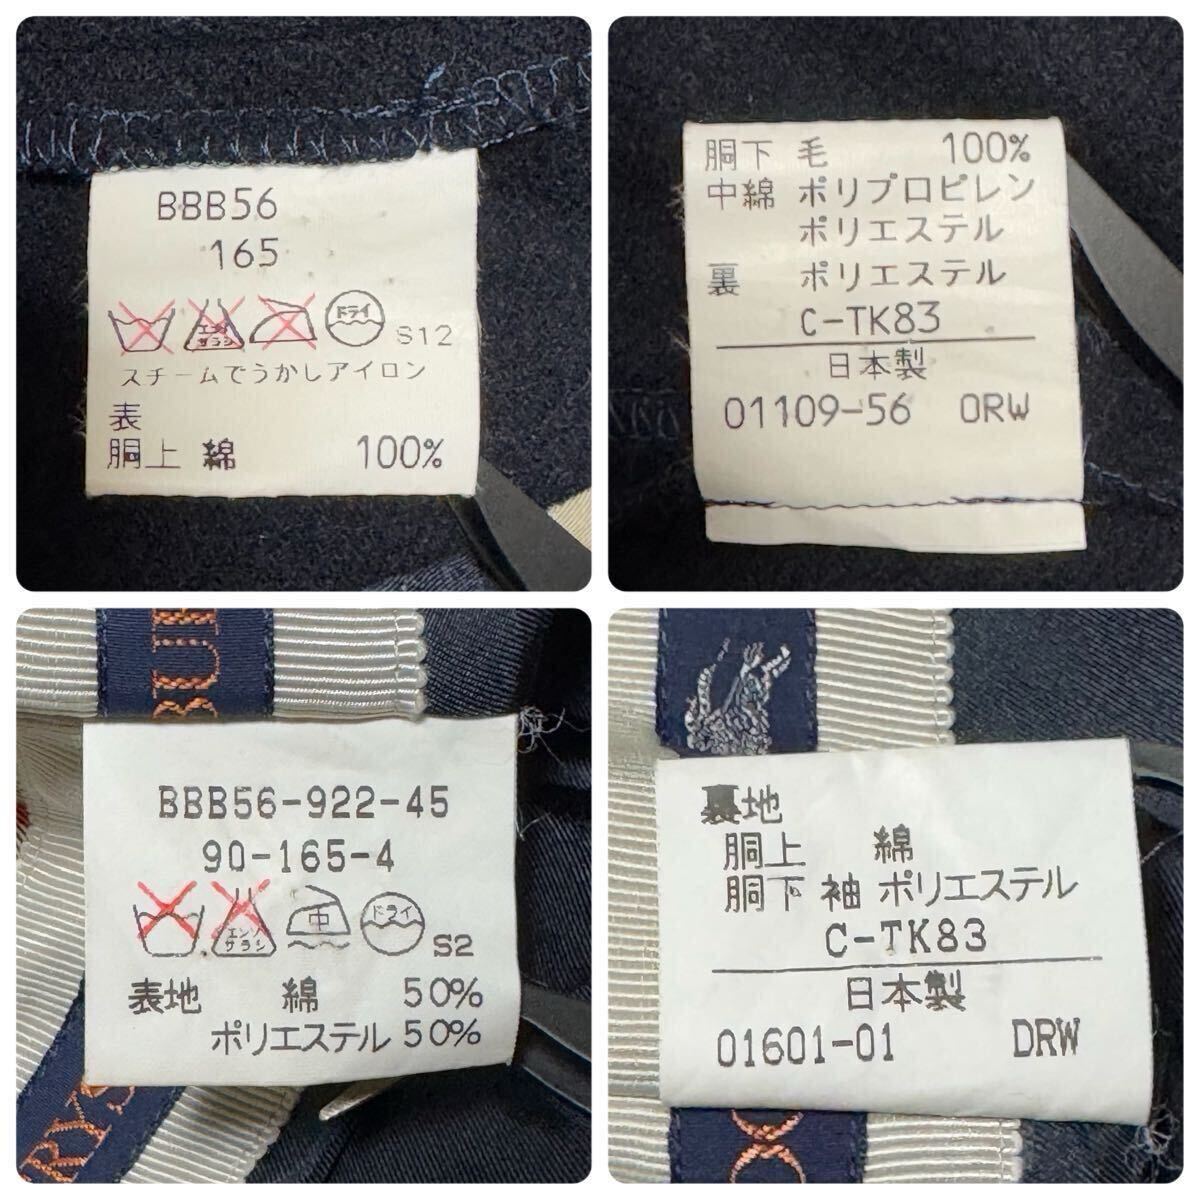 BBB56
165
エンソ
サラシ
ドライ
S12
スチームでうかしアイロン
表
胴上 綿 100%
胴下 毛 100%
中綿 ポリプロピレン
ポリエステル
裏 ポリエステル
C-TK83
日本製
01109-56 ORW
BUR
BBB56-922-45
90-165-4
エンソ
サラシ
中
ドライ
S2
表地 綿 50%
ポリエステル 50%
RYS
裏地
胴上 綿
胴下 袖 ポリエステル
C-TK83
日本製
01601-01 DRW